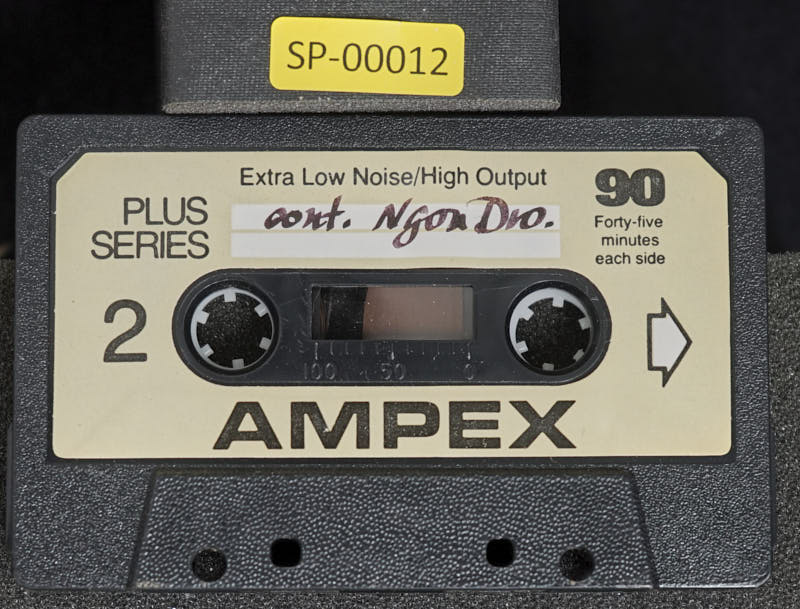 SP-00012
Extra Low Noise/High Output
PLUS
SERIES
cont. Ngon Dro.
90
Forty-five
minutes
each side
2
100 50 0
AMPEX